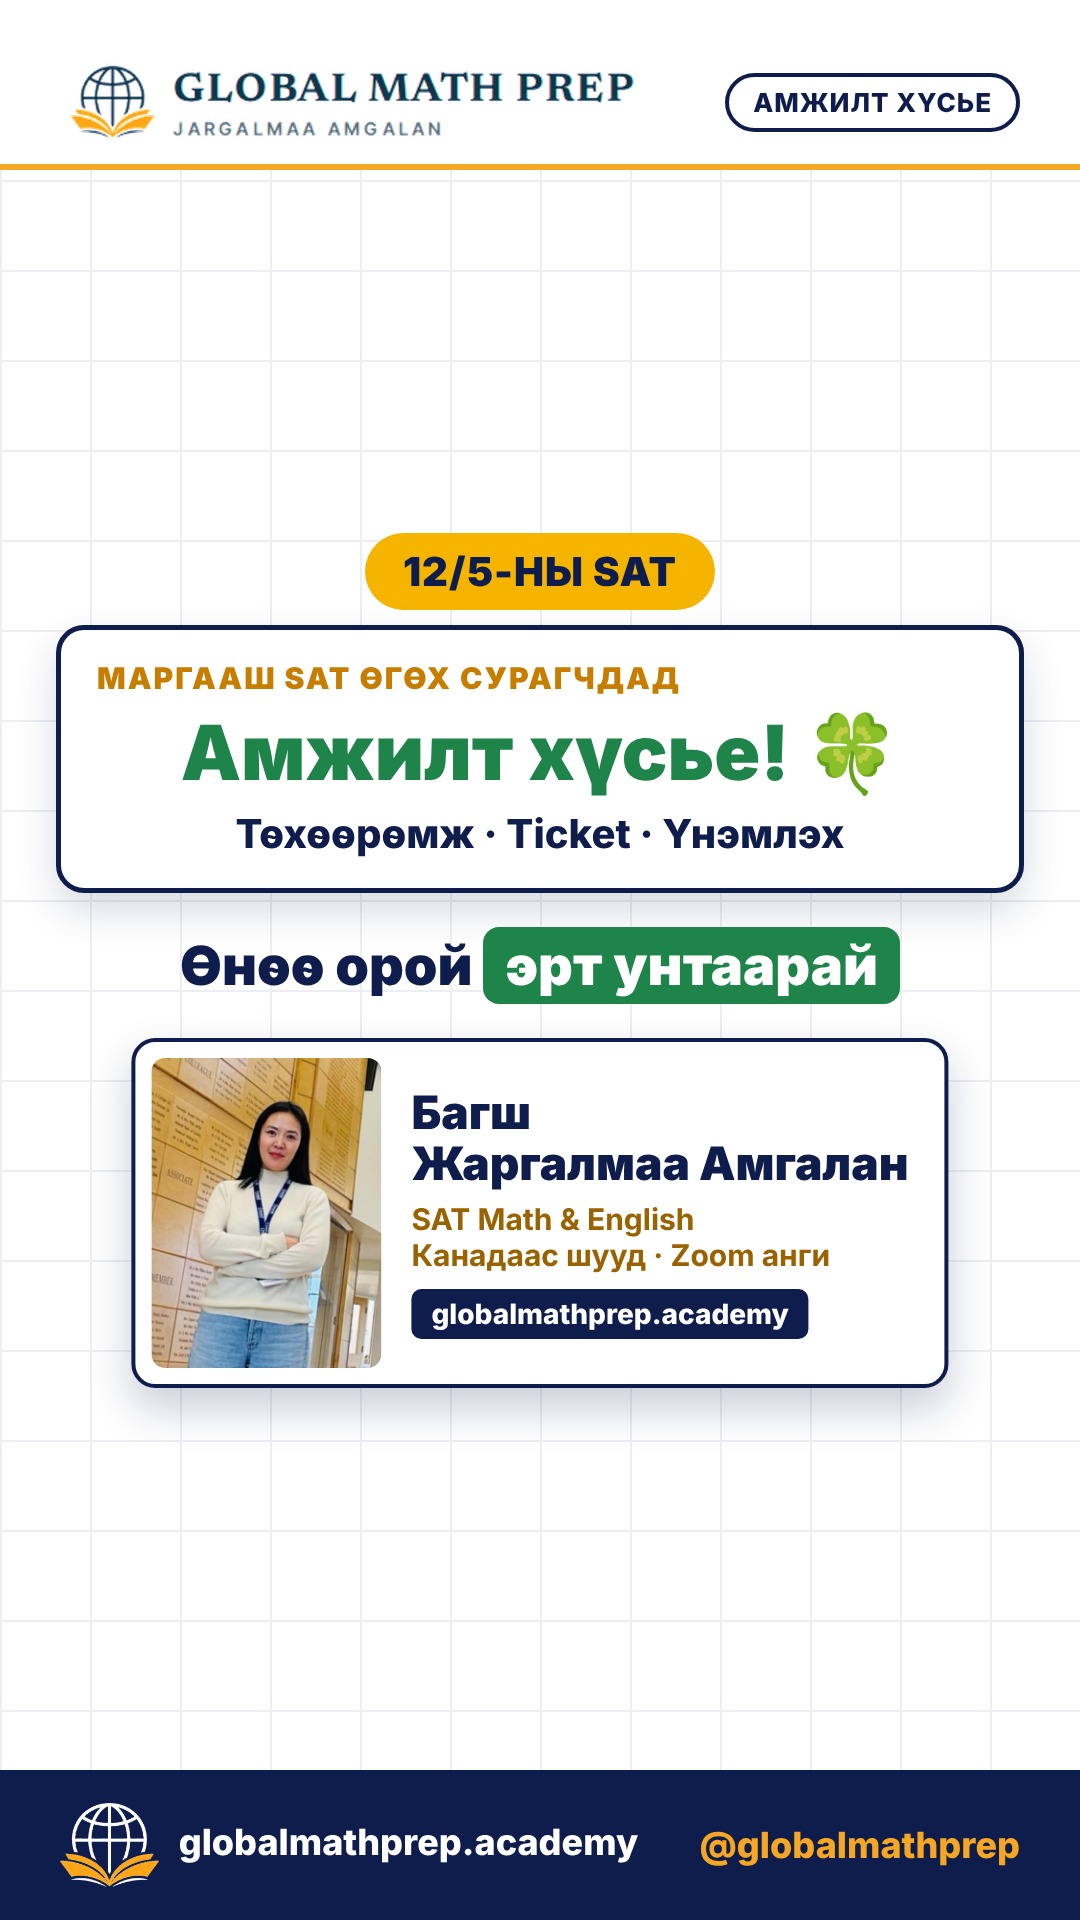 GLOBAL MATH PREP
JARGALMAA AMGALAN
АМЖИЛТ ХҮСЬЕ
12/5-НЫ SAT
МАРГААШ SAT ӨГӨХ СУРАГЧДАД
Амжилт хүсье! 🍀
Төхөөрөмж · Ticket · Үнэмлэх
Өнөө орой эрт унтаарай
ASSOCIATE
Багш
Жаргалмаа Амгалан
SAT Math & English
Канадаас шууд · Zoom анги
globalmathprep.academy
globalmathprep.academy
@globalmathprep